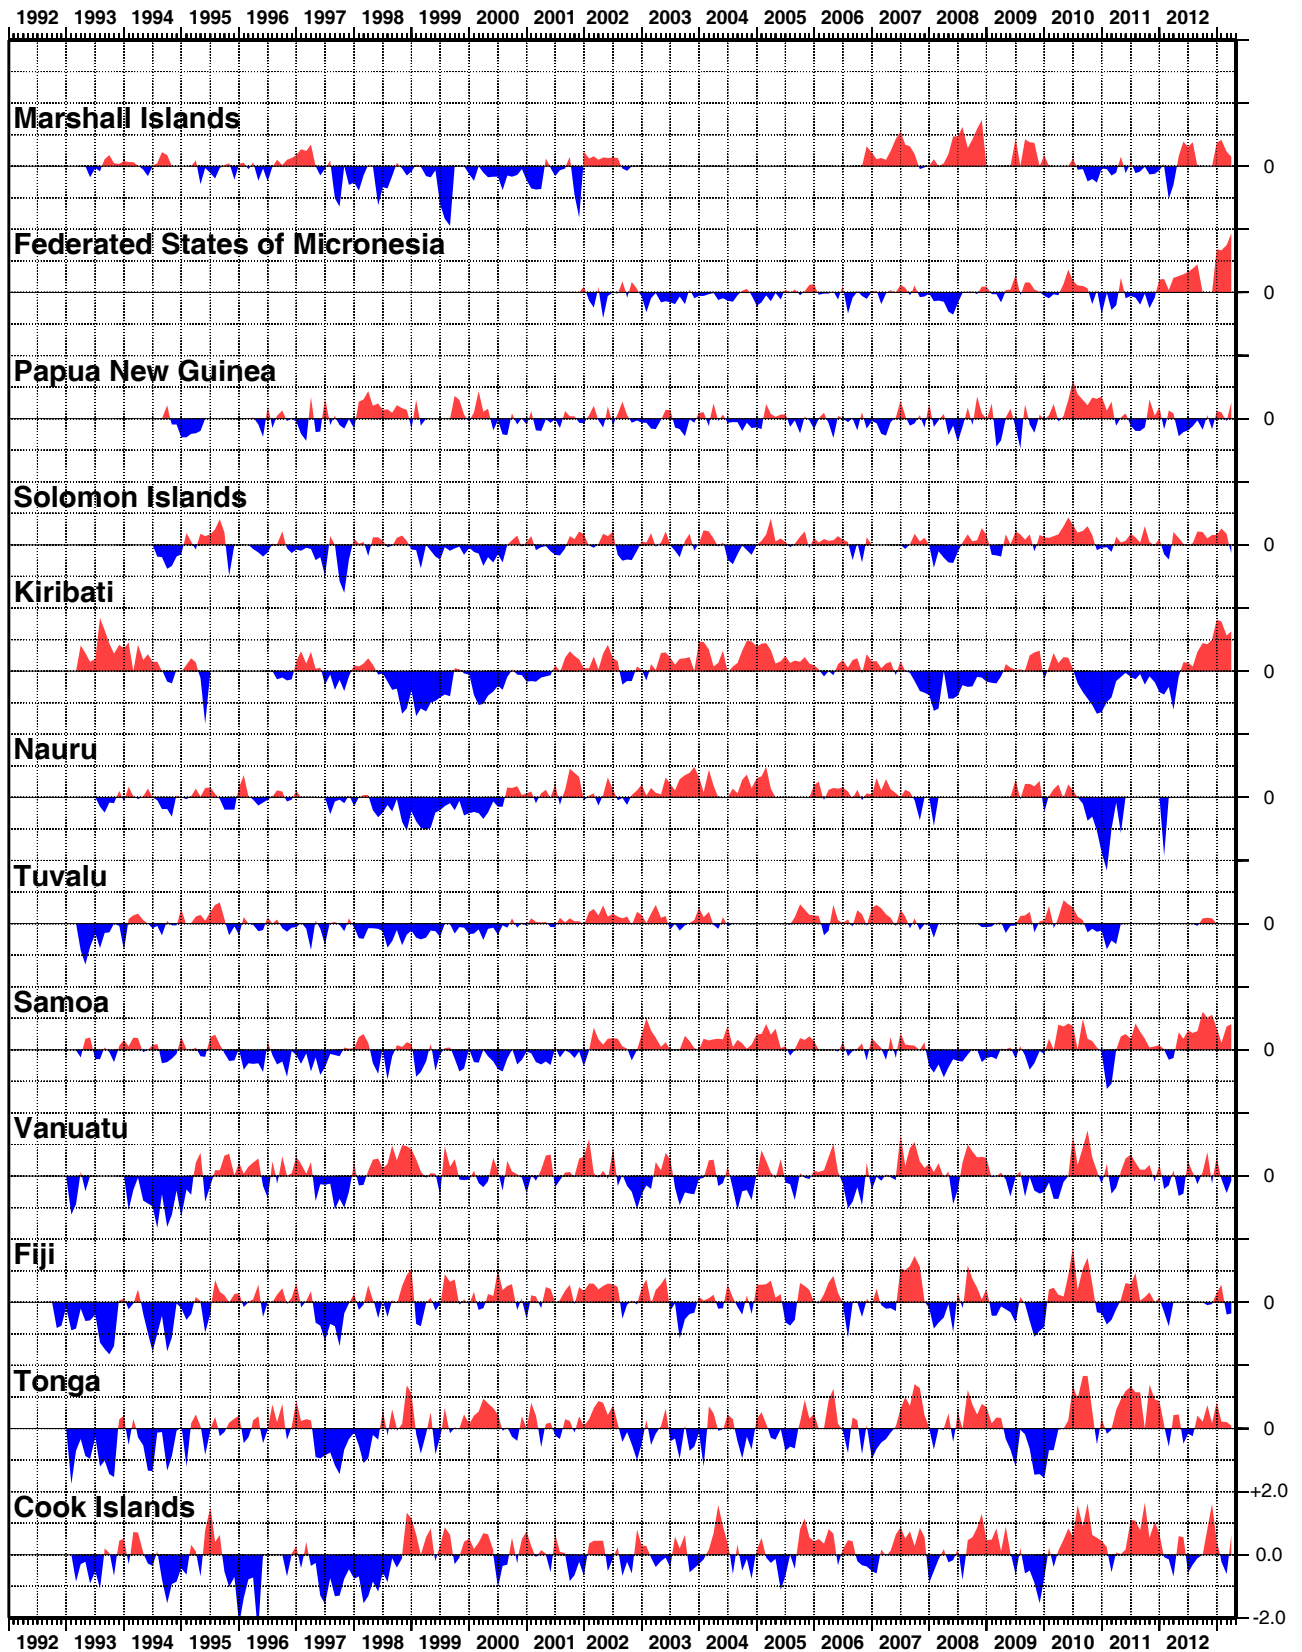 1992 1993 1994 1995 1996 1997 1998 1999 2000 2001 2002 2003 2004 2005 2006 2007 2008 2009 2010 2011 2012
Marshall Islands
0
Federated States of Micronesia
0
Papua New Guinea
0
Solomon Islands
0
Kiribati
0
Nauru
0
Tuvalu
0
Samoa
0
Vanuatu
0
Fiji
0
Tonga
0
+2.0
Cook Islands
0.0
-2.0
1992 1993 1994 1995 1996 1997 1998 1999 2000 2001 2002 2003 2004 2005 2006 2007 2008 2009 2010 2011 2012